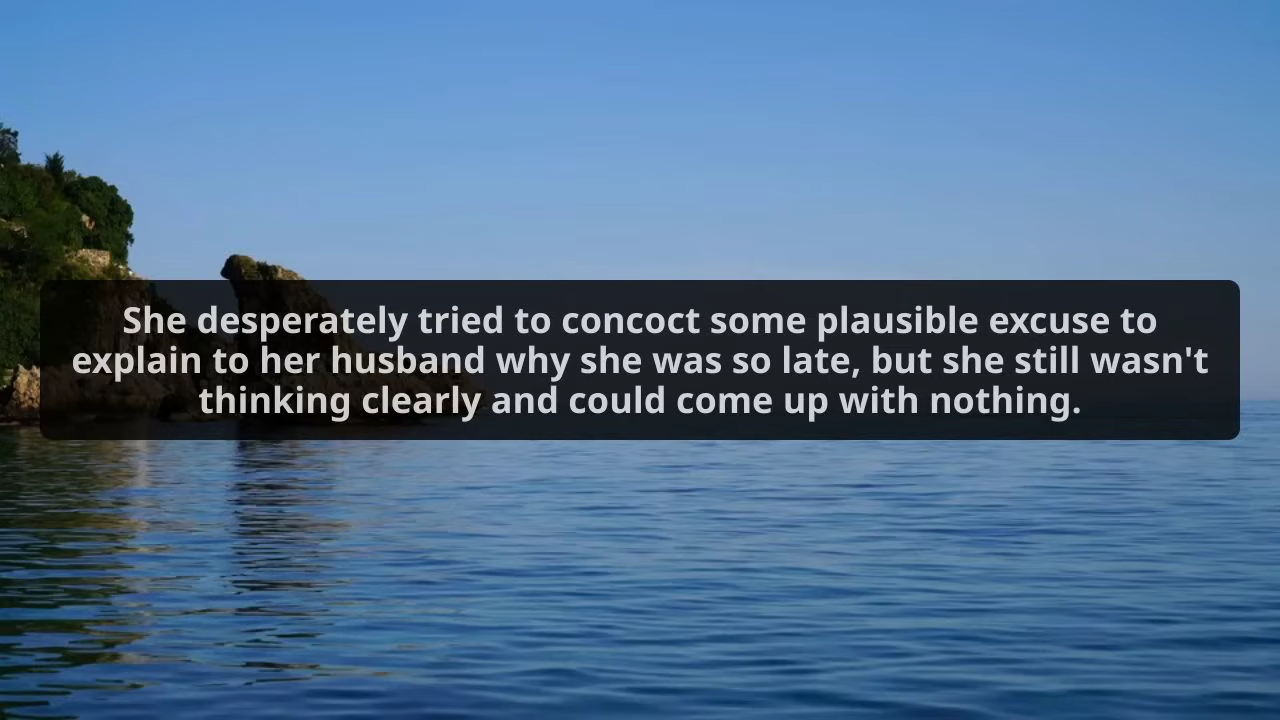 She desperately tried to concoct some plausible excuse to
explain to her husband why she was so late, but she still wasn't
thinking clearly and could come up with nothing.